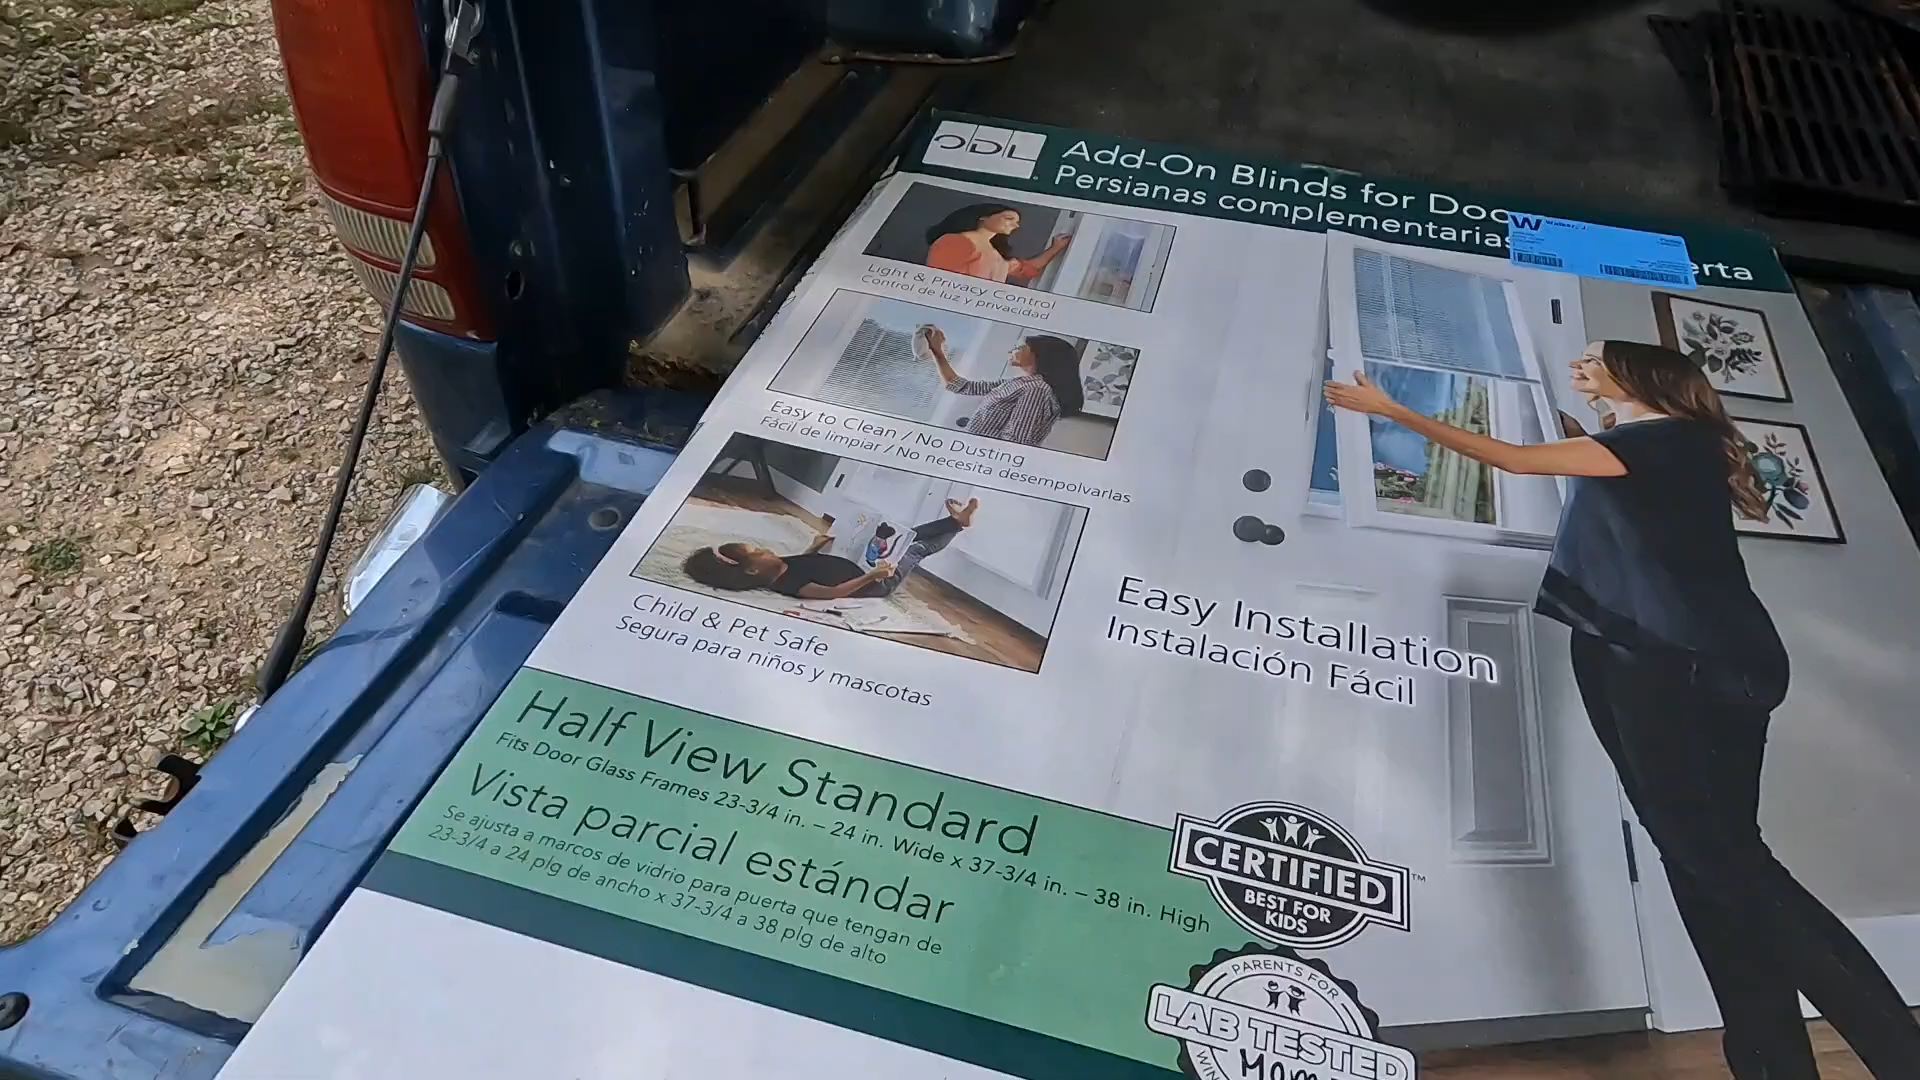 ODL
Add-On Blinds for Doo
Persianas complementarias
erta
W Walker, J
Light & Privacy Control
Control de luz y privacidad
Easy to Clean / No Dusting
Fácil de limpiar / No necesita desempolvarlas
Child & Pet Safe
Segura para niños y mascotas
Easy Installation
Instalación Fácil
Half View Standard
Fits Door Glass Frames 23-3/4 in. – 24 in. Wide x 37-3/4 in. – 38 in. High
Vista parcial estándar
Se ajusta a marcos de vidrio para puerta que tengan de
23-3/4 a 24 plg de ancho x 37-3/4 a 38 plg de alto
CERTIFIED™
BEST FOR
KIDS
PARENTS FOR
LAB TESTED
Mom
WIN